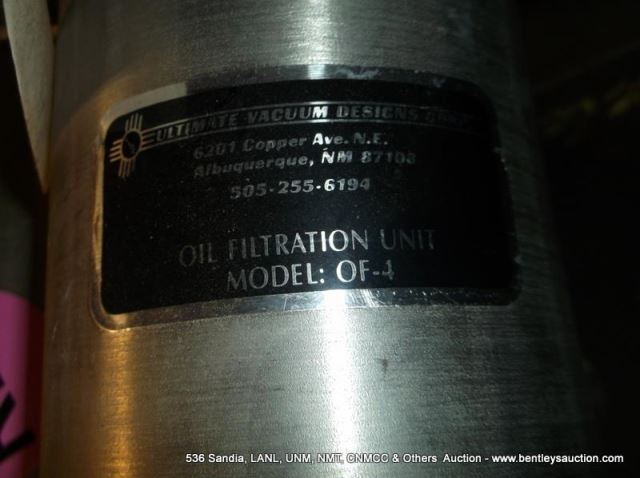 ULTIMATE VACUUM DESIGNS CORP.
6201 Copper Ave. N.E.
Albuquerque, NM 87108
505-255-6194
OIL FILTRATION UNIT
MODEL: OF-4
536 Sandia, LANL, UNM, NMT, CNMCC & Others Auction - www.bentleysauction.com